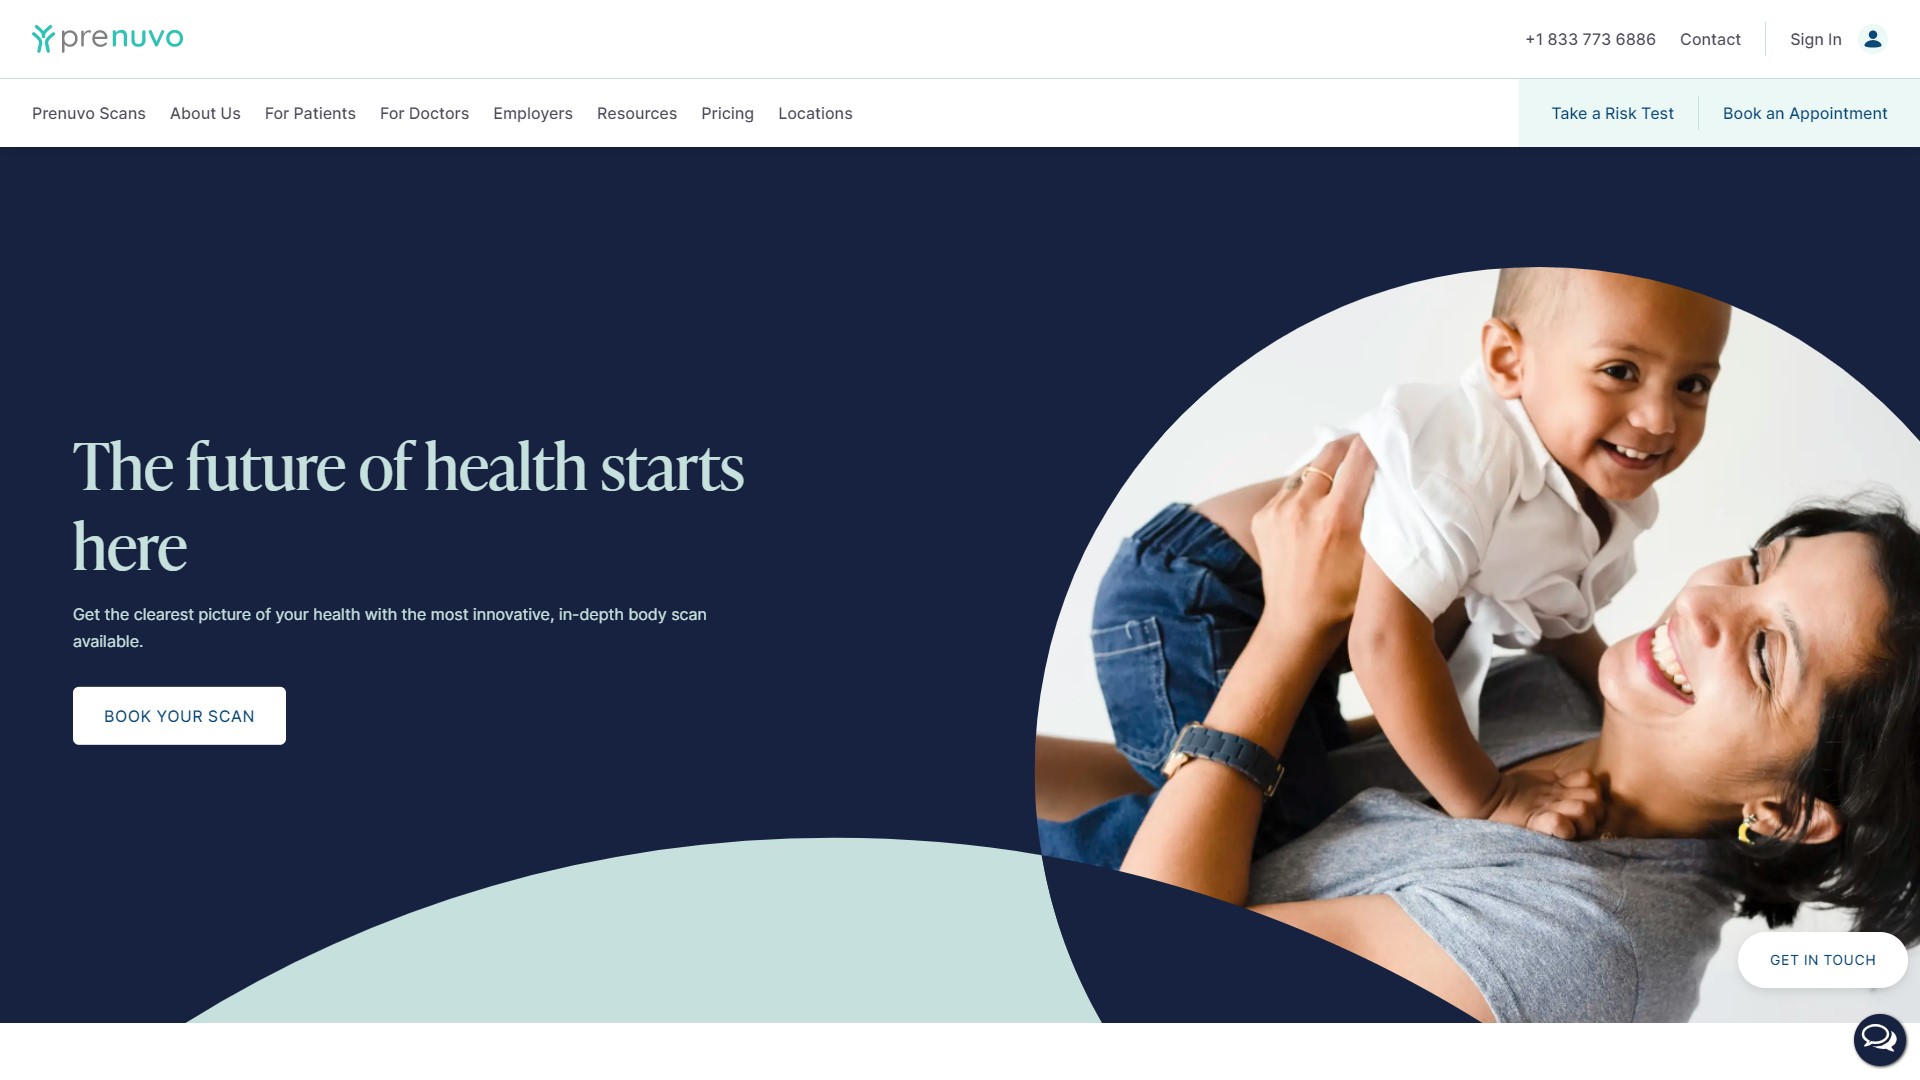 prenuvo
+1 833 773 6886
Contact
Sign In
Prenuvo Scans
About Us
For Patients
For Doctors
Employers
Resources
Pricing
Locations
Take a Risk Test
Book an Appointment
The future of health starts
here
Get the clearest picture of your health with the most innovative, in-depth body scan
available.
BOOK YOUR SCAN
GET IN TOUCH